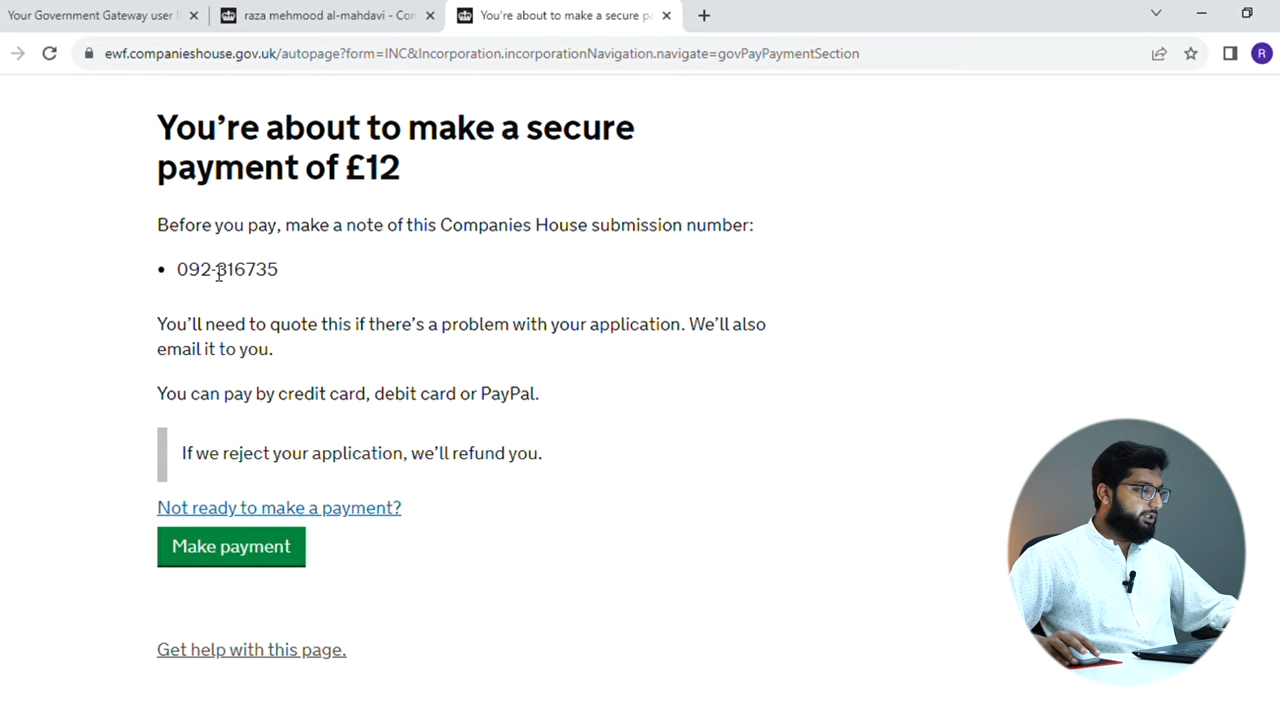 Your Government Gateway user
raza mehmood al-mahdavi - Con
You're about to make a secure pa
ewf.companieshouse.gov.uk/autopage?form=INC&Incorporation.incorporationNavigation.navigate=govPayPaymentSection
R
You're about to make a secure
payment of £12
Before you pay, make a note of this Companies House submission number:
• 092-316735
You'll need to quote this if there's a problem with your application. We'll also
email it to you.
You can pay by credit card, debit card or PayPal.
If we reject your application, we'll refund you.
Not ready to make a payment?
Make payment
Get help with this page.